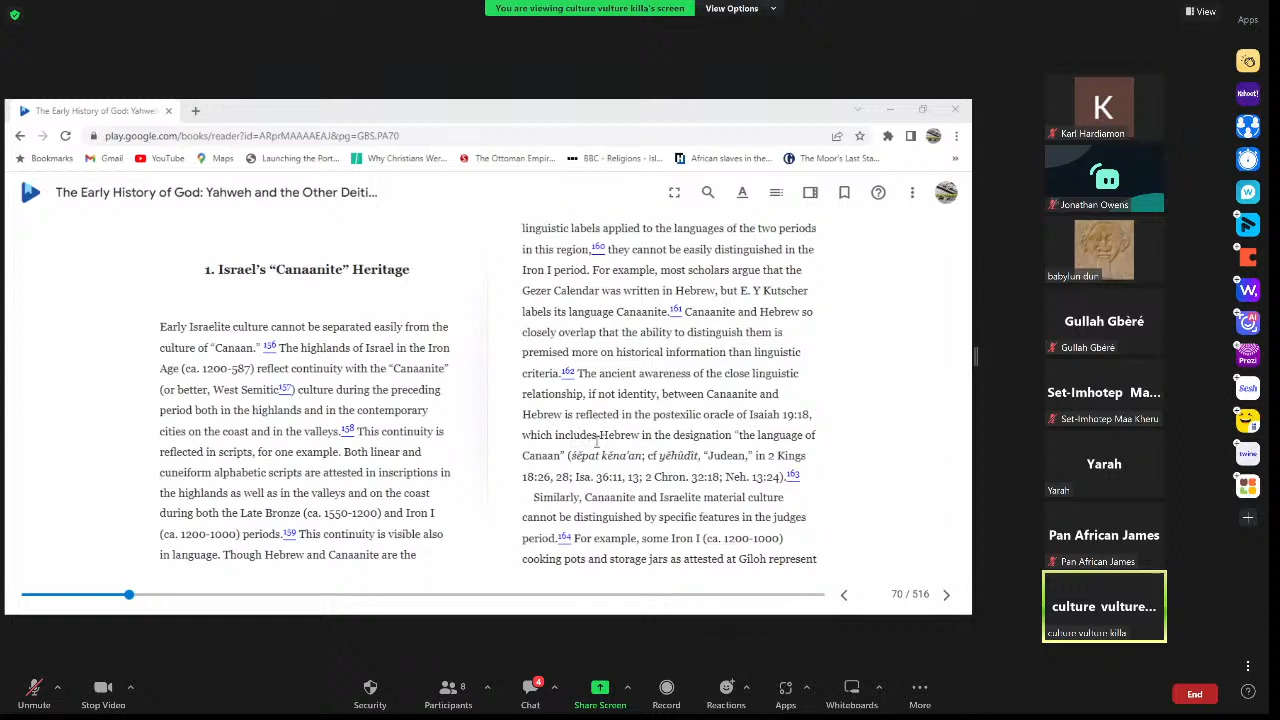 You are viewing culture vulture killa's screen
View Options
View
Apps
The Early History of God: Yahweh
play.google.com/books/reader?id=ARprMAAAAEAJ&pg=GBS.PA70
Bookmarks
Gmail
YouTube
Maps
Launching the Port...
Why Christians Wer...
The Ottoman Empir...
BBC - Religions - Isl...
African slaves in the...
The Moor's Last Sta...
The Early History of God: Yahweh and the Other Deiti...
1. Israel's “Canaanite” Heritage
Early Israelite culture cannot be separated easily from the
culture of “Canaan.” 156 The highlands of Israel in the Iron
Age (ca. 1200-587) reflect continuity with the “Canaanite”
(or better, West Semitic157) culture during the preceding
period both in the highlands and in the contemporary
cities on the coast and in the valleys.158 This continuity is
reflected in scripts, for one example. Both linear and
cuneiform alphabetic scripts are attested in inscriptions in
the highlands as well as in the valleys and on the coast
during both the Late Bronze (ca. 1550-1200) and Iron I
(ca. 1200-1000) periods.159 This continuity is visible also
in language. Though Hebrew and Canaanite are the
linguistic labels applied to the languages of the two periods
in this region,160 they cannot be easily distinguished in the
Iron I period. For example, most scholars argue that the
Gezer Calendar was written in Hebrew, but E. Y Kutscher
labels its language Canaanite.161 Canaanite and Hebrew so
closely overlap that the ability to distinguish them is
premised more on historical information than linguistic
criteria.162 The ancient awareness of the close linguistic
relationship, if not identity, between Canaanite and
Hebrew is reflected in the postexilic oracle of Isaiah 19:18,
which includes Hebrew in the designation “the language of
Canaan” (śĕpat kĕna'an; cf yĕhûdît, “Judean,” in 2 Kings
18:26, 28; Isa. 36:11, 13; 2 Chron. 32:18; Neh. 13:24).163
Similarly, Canaanite and Israelite material culture
cannot be distinguished by specific features in the judges
period.164 For example, some Iron I (ca. 1200-1000)
cooking pots and storage jars as attested at Giloh represent
70 / 516
K
Karl Hardiamon
Jonathan Owens
babylun dun
Gullah Gbèré
Gullah Gbèré
Set-Imhotep Maa...
Set-Imhotep Maa Kheru
Yarah
Yarah
Pan African James
Pan African James
culture vulture...
culture vulture killa
Kahoot!
W.
AI
Prezi
Sesh
twine
Unmute
Stop Video
Security
Participants
8
Chat
4
Share Screen
Record
Reactions
Apps
Whiteboards
More
End